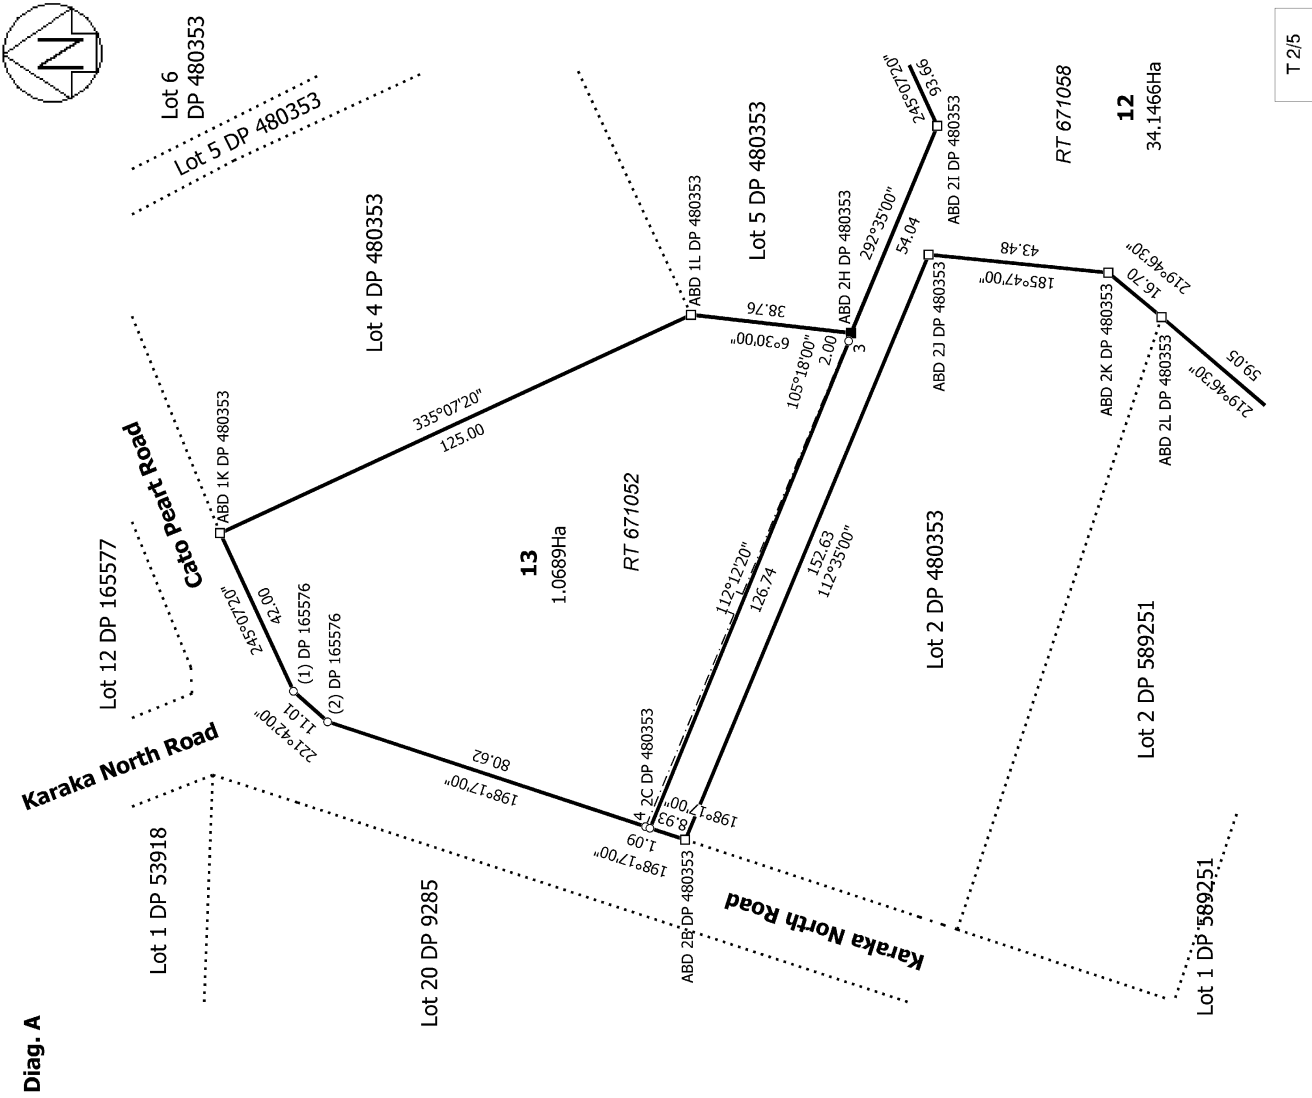 Diag. A
N
Lot 6
DP 480353
Lot 5 DP 480353
Lot 4 DP 480353
Lot 5 DP 480353
Lot 12 DP 165577
Cato Peart Road
Karaka North Road
Lot 1 DP 53918
Lot 20 DP 9285
ABD 1K DP 480353
245°07'20"
42.00
(1) DP 165576
(2) DP 165576
11.01
221°42'00"
335°07'20"
125.00
ABD 1L DP 480353
38.76
6°30'00"
80.62
198°17'00"
13
1.0689Ha
RT 671052
105°18'00"
2.00
3
ABD 2H DP 480353
292°35'00"
54.04
ABD 2I DP 480353
245°07'20"
93.66
RT 671058
12
34.1466Ha
T 2/5
112°12'20"
126.74
152.63
112°35'00"
4
2C DP 480353
1.09
198°17'00"
8.93
198°17'00"
ABD 2B DP 480353
ABD 2J DP 480353
43.48
185°47'00"
ABD 2K DP 480353
16.70
219°46'30"
ABD 2L DP 480353
59.05
219°46'30"
Lot 2 DP 480353
Lot 2 DP 589251
Karaka North Road
Lot 1 DP 589251